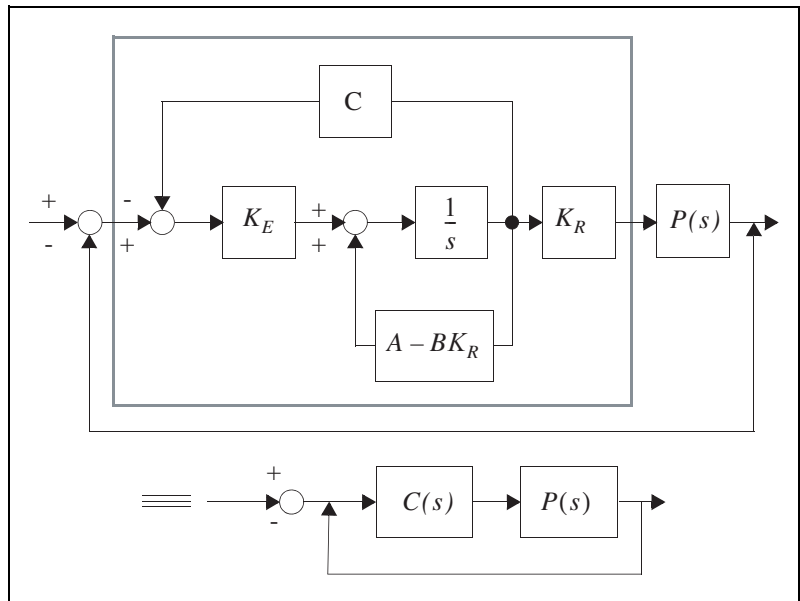 C
+ - + P(s)
K_E 1/s K_R
- + +
A – BK_R
+
C(s) P(s)
-